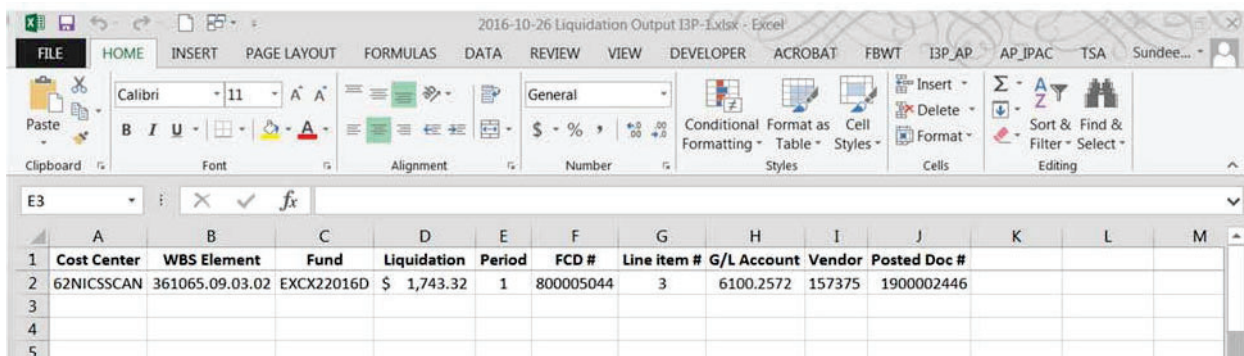 2016-10-26 Liquidation Output I3P-1.xlsx - Excel
FILE HOME INSERT PAGE LAYOUT FORMULAS DATA REVIEW VIEW DEVELOPER ACROBAT FBWT I3P_AP AP_IPAC TSA Sundee...
Calibri 11 A A General Insert
Paste B I U A $ % , Conditional Format as Cell Delete Sort & Find &
Formatting Table Styles Format Filter Select
Clipboard Font Alignment Number Styles Cells Editing
E3 fx
A B C D E F G H I J K L M
1 Cost Center WBS Element Fund Liquidation Period FCD # Line item # G/L Account Vendor Posted Doc #
2 62NICSSCAN 361065.09.03.02 EXCX22016D $ 1,743.32 1 800005044 3 6100.2572 157375 1900002446
3
4
5